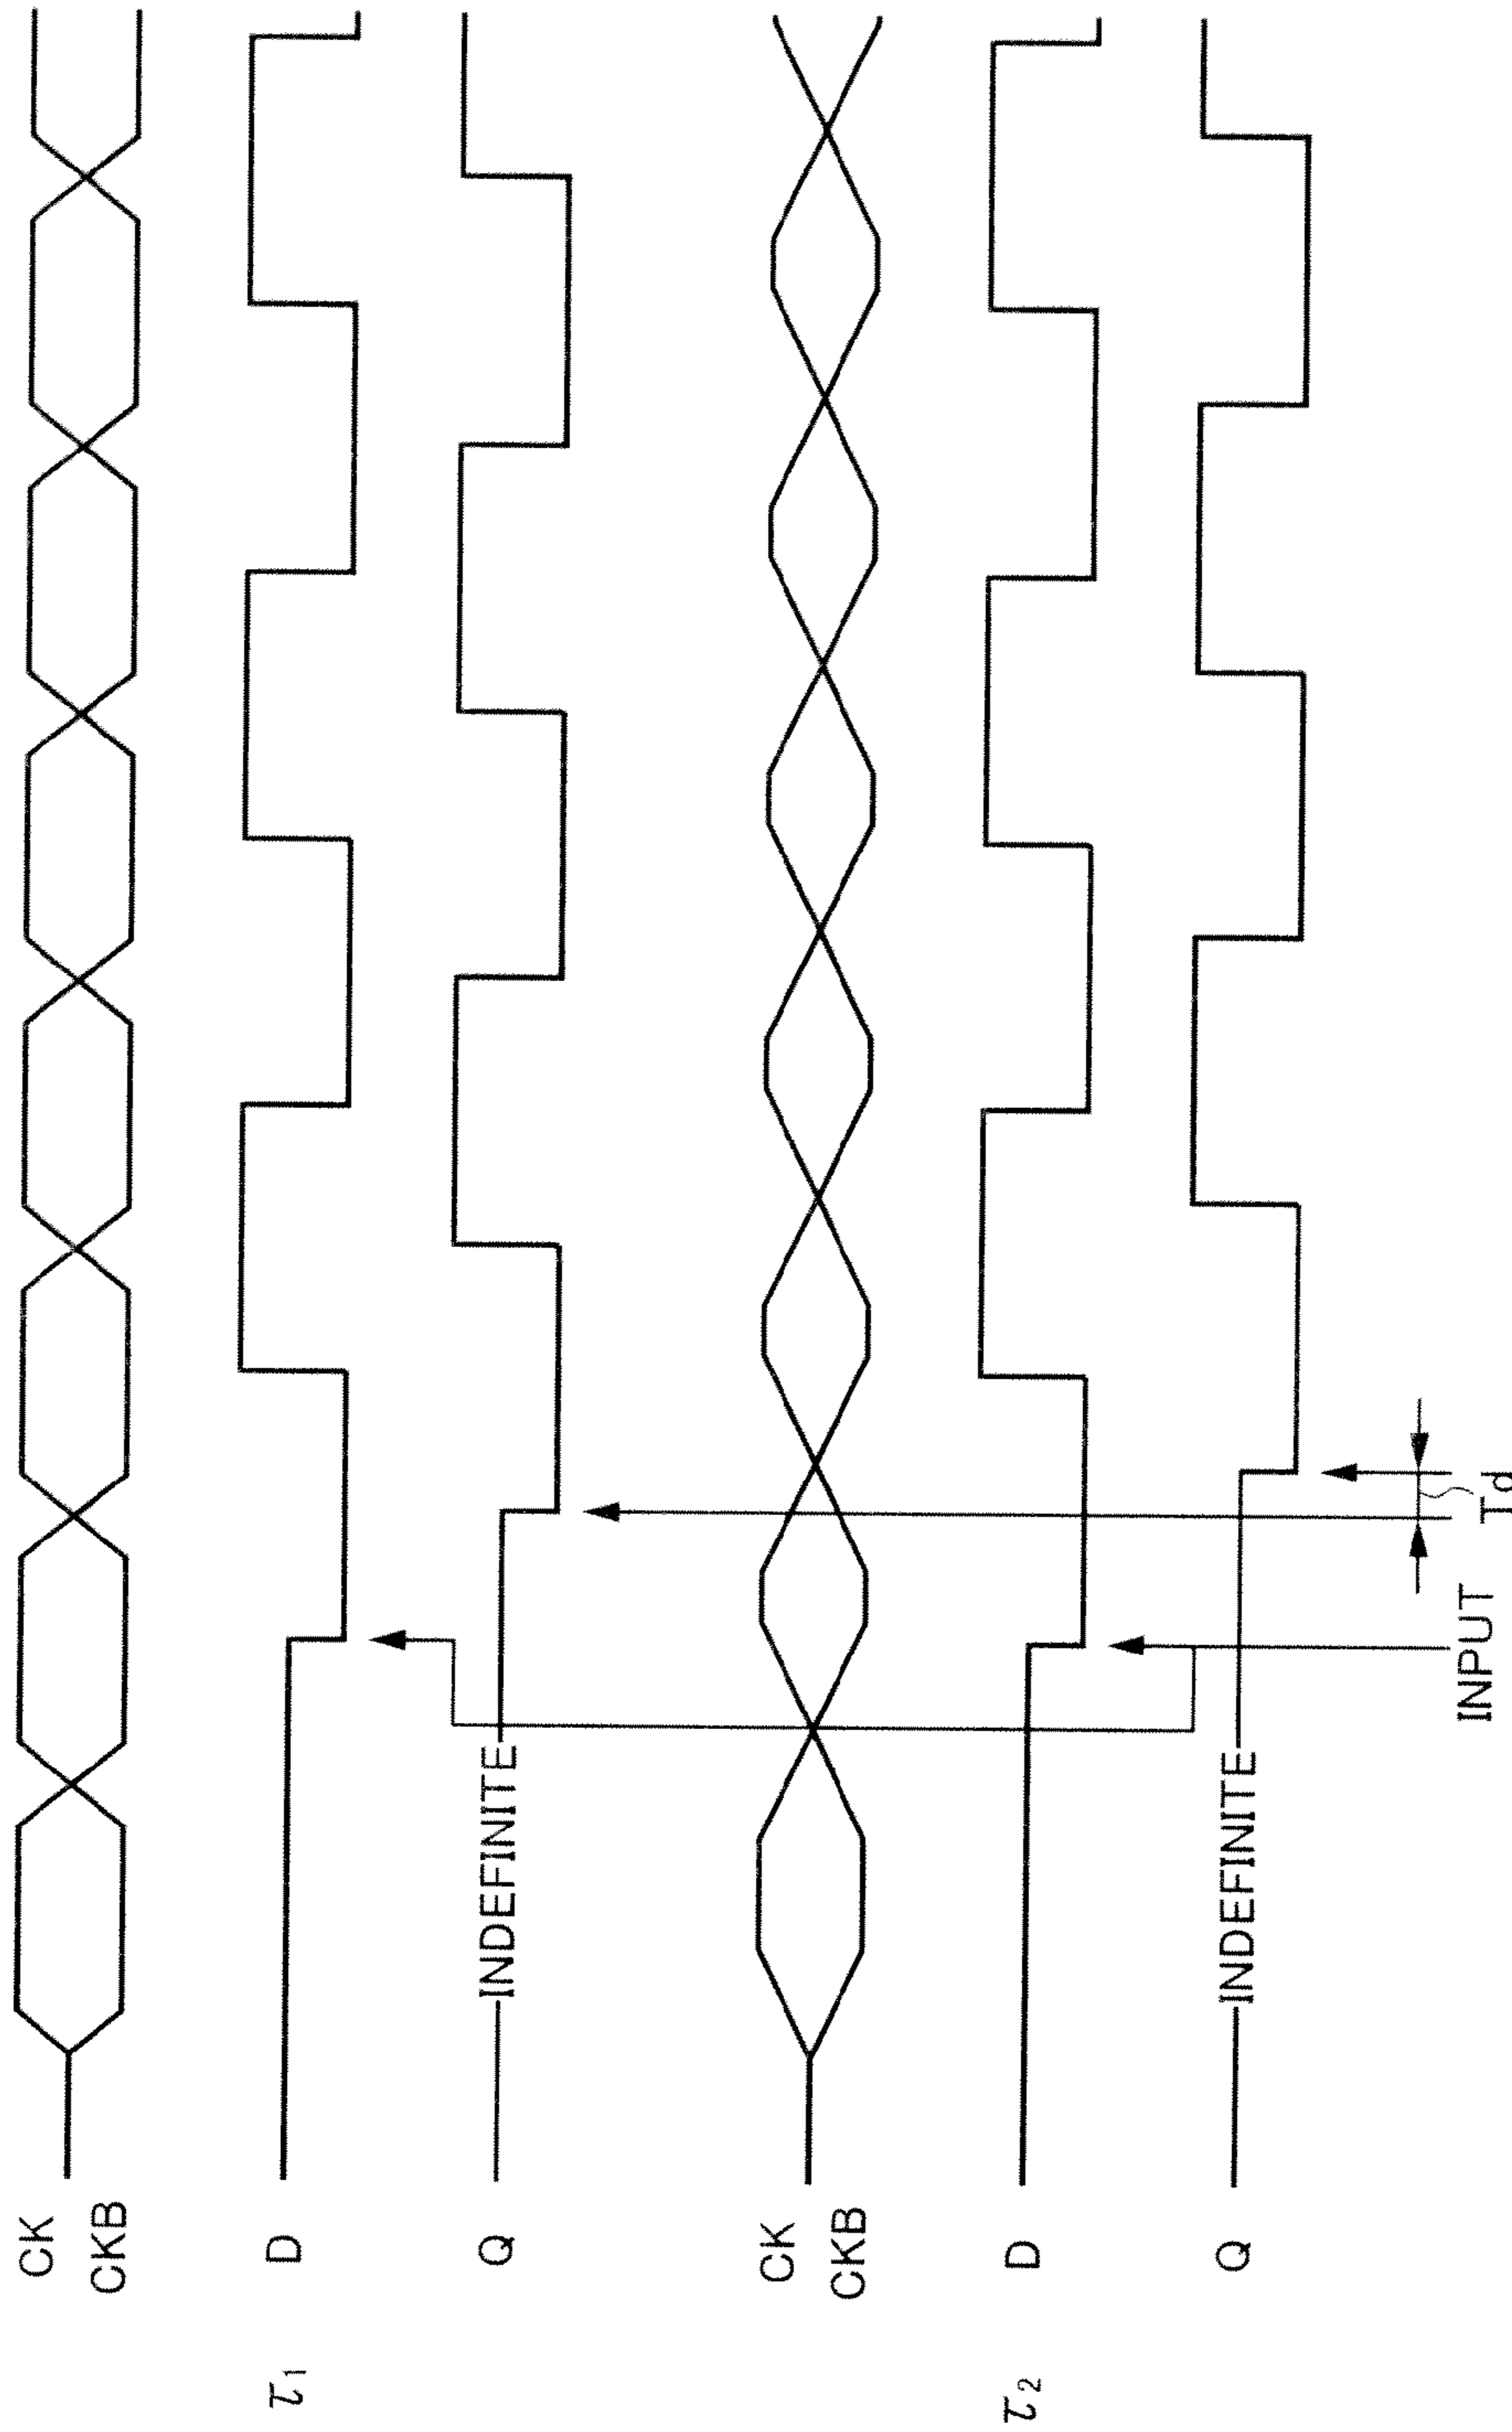 CK
CKB
τ1
D
Q
INDEFINITE
CK
CKB
τ2
D
Q
INDEFINITE
INPUT
Td